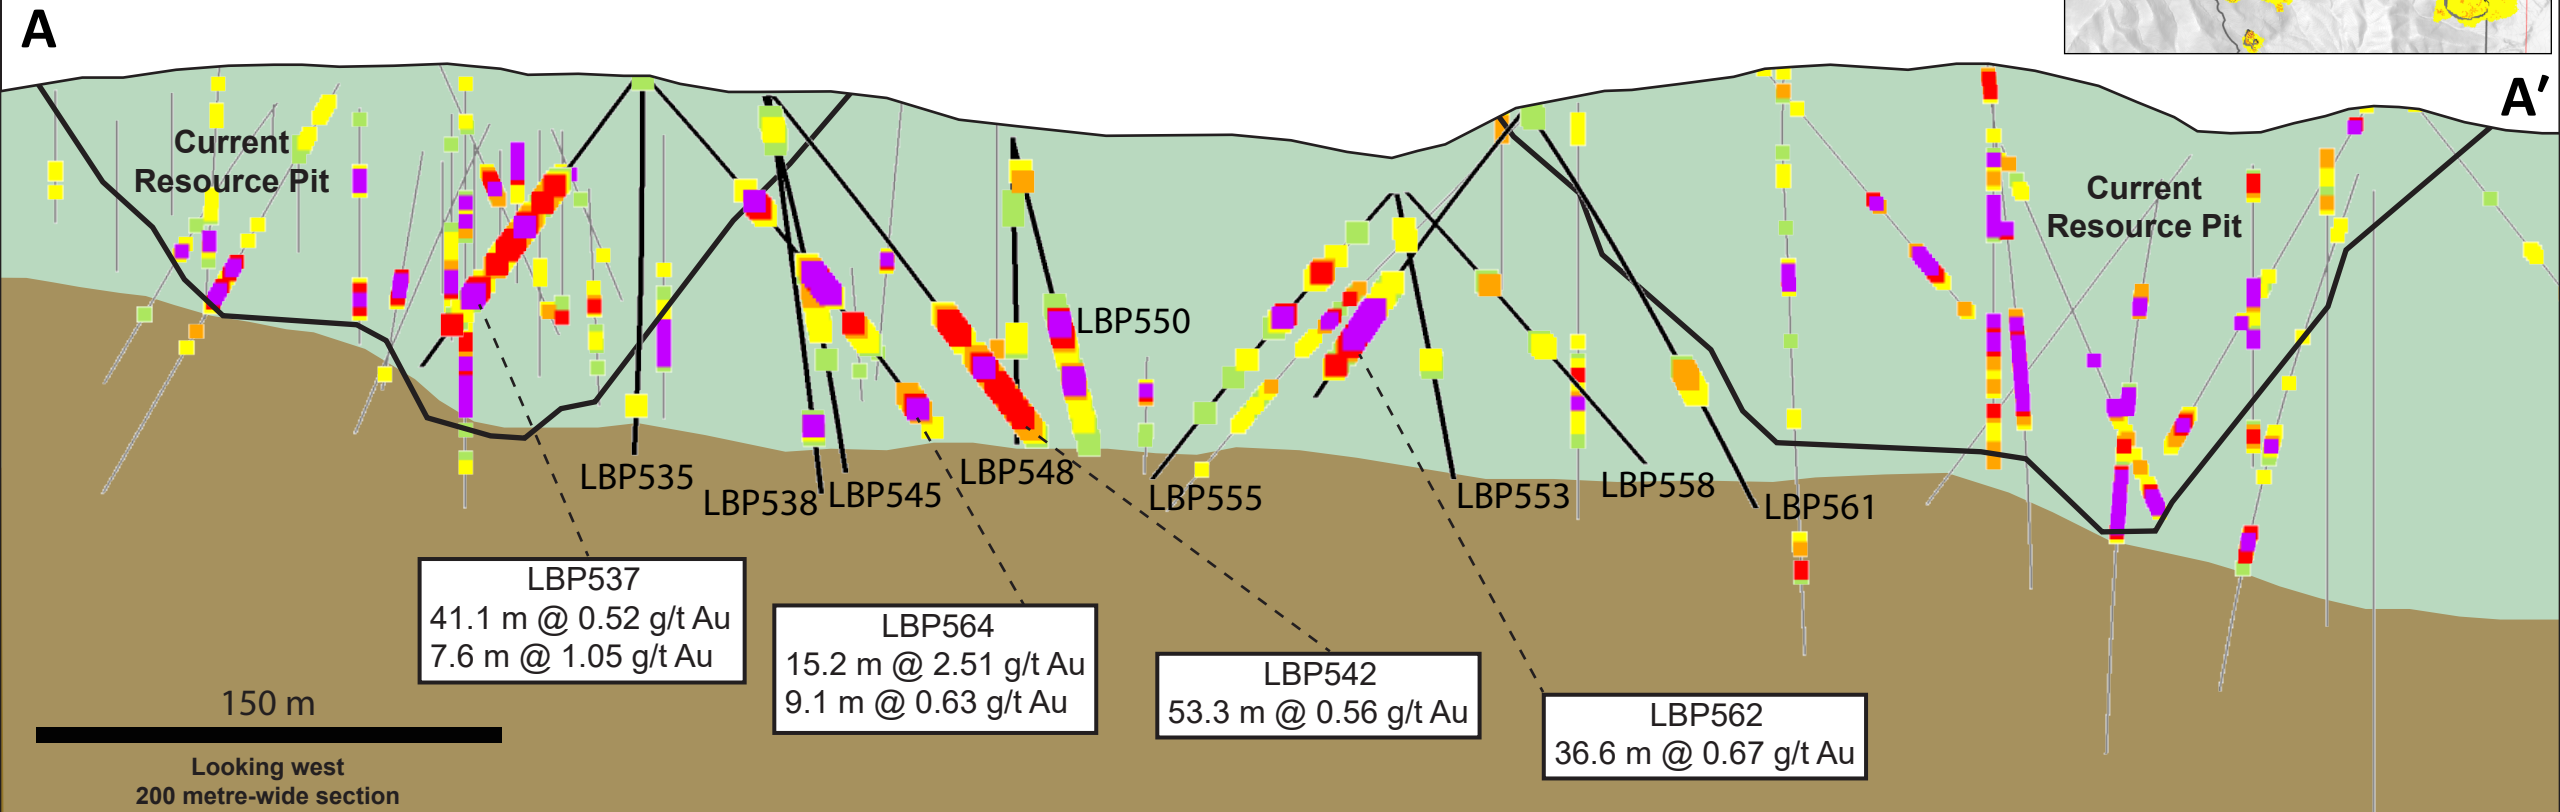 A
A′
Current
Resource Pit
Current
Resource Pit
LBP550
LBP535
LBP538
LBP545
LBP548
LBP555
LBP553
LBP558
LBP561
LBP537
41.1 m @ 0.52 g/t Au
7.6 m @ 1.05 g/t Au
LBP564
15.2 m @ 2.51 g/t Au
9.1 m @ 0.63 g/t Au
LBP542
53.3 m @ 0.56 g/t Au
LBP562
36.6 m @ 0.67 g/t Au
150 m
Looking west
200 metre-wide section